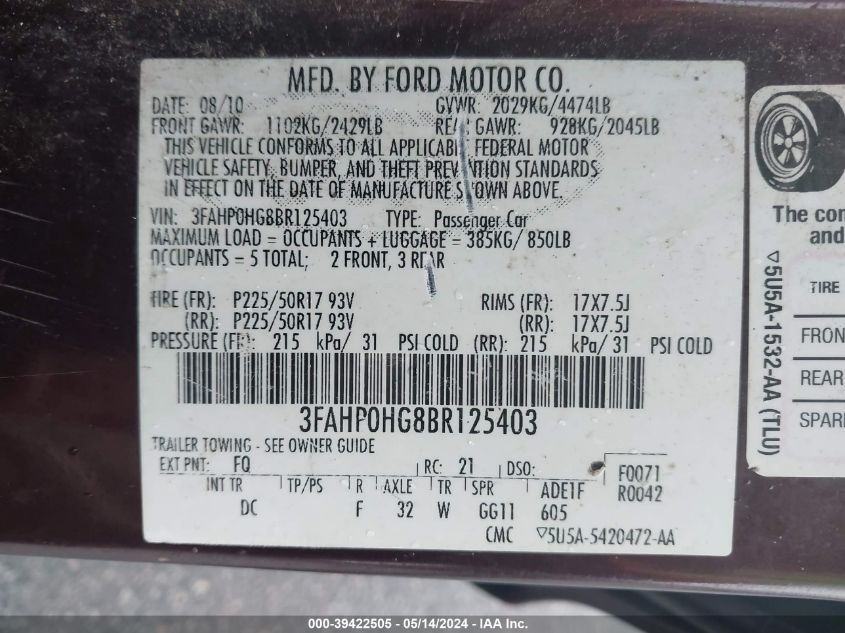 MFD. BY FORD MOTOR CO.
DATE: 08/10 GVWR: 2029KG/4474LB
FRONT GAWR: 1102KG/2429LB REAR GAWR: 928KG/2045LB
THIS VEHICLE CONFORMS TO ALL APPLICABLE FEDERAL MOTOR
VEHICLE SAFETY, BUMPER, AND THEFT PREVENTION STANDARDS
IN EFFECT ON THE DATE OF MANUFACTURE SHOWN ABOVE.
VIN: 3FAHP0HG8BR125403 TYPE: Passenger Car
MAXIMUM LOAD = OCCUPANTS + LUGGAGE = 385KG/ 850LB
OCCUPANTS = 5 TOTAL; 2 FRONT, 3 REAR
TIRE (FR): P225/50R17 93V RIMS (FR): 17X7.5J
(RR): P225/50R17 93V (RR): 17X7.5J
PRESSURE (FR): 215 kPa/ 31 PSI COLD (RR): 215 kPa/ 31 PSI COLD
3FAHP0HG8BR125403
TRAILER TOWING - SEE OWNER GUIDE
EXT PNT: FQ RC: 21 DSO: F0071
INT TR TP/PS R AXLE TR SPR ADE1F R0042
DC F 32 W GG11 605
CMC ▽5U5A-5420472-AA
The con
and
▽5U5A-1532-AA (TLU)
TIRE
FRON
REAR
SPAR
000-39422505 - 05/14/2024 - IAA, Inc.